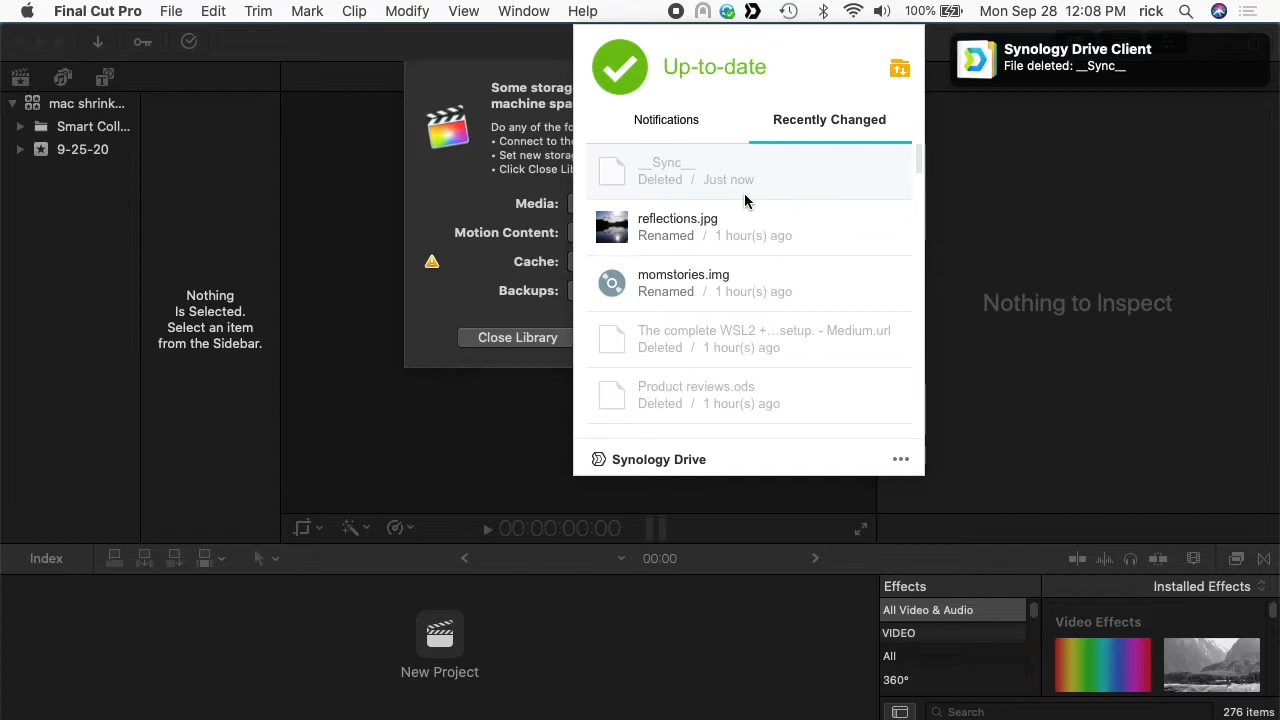 Final Cut Pro File Edit Trim Mark Clip Modify View Window Help 100% Mon Sep 28 12:08 PM rick
Synology Drive Client
File deleted: __Sync__
mac shrink...
Smart Coll...
9-25-20
Nothing
Is Selected.
Select an item
from the Sidebar.
Some storag
machine spa
Do any of the fo
• Connect to the
• Set new stora
• Click Close Lib
Media:
Motion Content:
Cache:
Backups:
Close Library
Up-to-date
Notifications Recently Changed
__Sync__
Deleted / Just now
reflections.jpg
Renamed / 1 hour(s) ago
momstories.img
Renamed / 1 hour(s) ago
The complete WSL2 +...setup. - Medium.url
Deleted / 1 hour(s) ago
Product reviews.ods
Deleted / 1 hour(s) ago
Synology Drive
Nothing to Inspect
00:00:00:00
Index 00:00
Effects Installed Effects
All Video & Audio
VIDEO
All
360°
Video Effects
New Project
Search 276 items